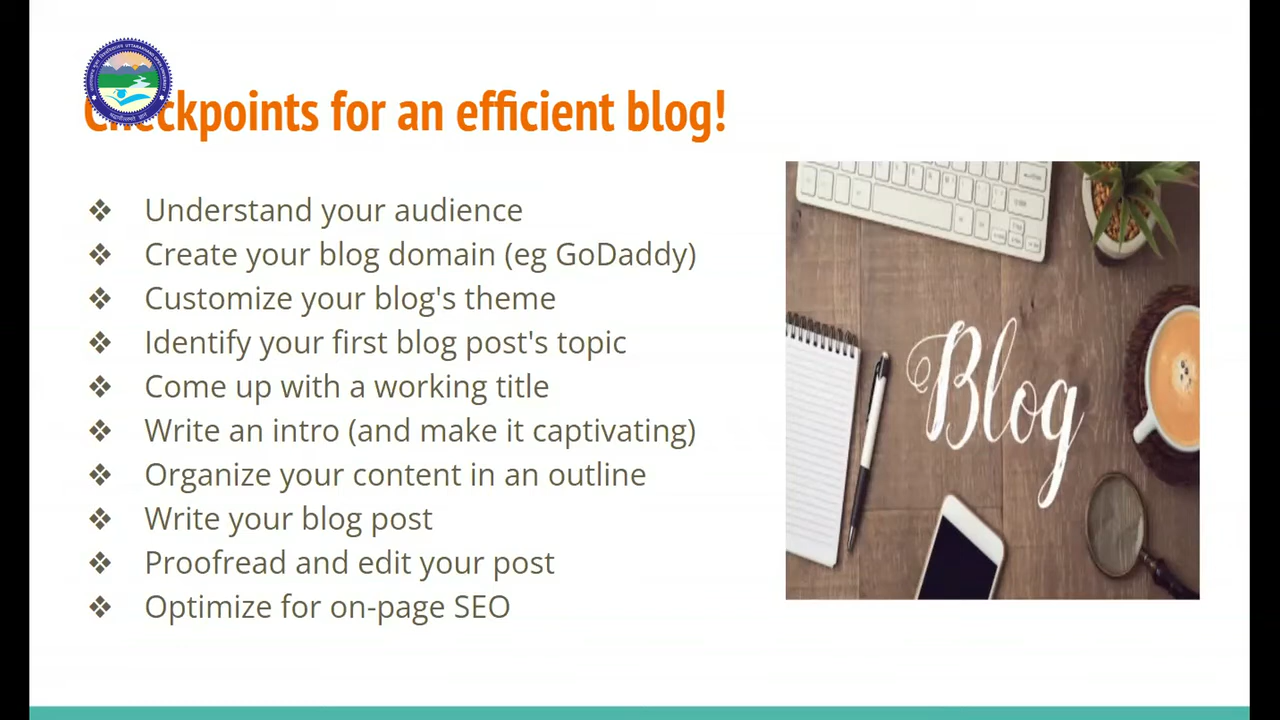 Checkpoints for an efficient blog!
❖ Understand your audience
❖ Create your blog domain (eg GoDaddy)
❖ Customize your blog's theme
❖ Identify your first blog post's topic
❖ Come up with a working title
❖ Write an intro (and make it captivating)
❖ Organize your content in an outline
❖ Write your blog post
❖ Proofread and edit your post
❖ Optimize for on-page SEO
Blog